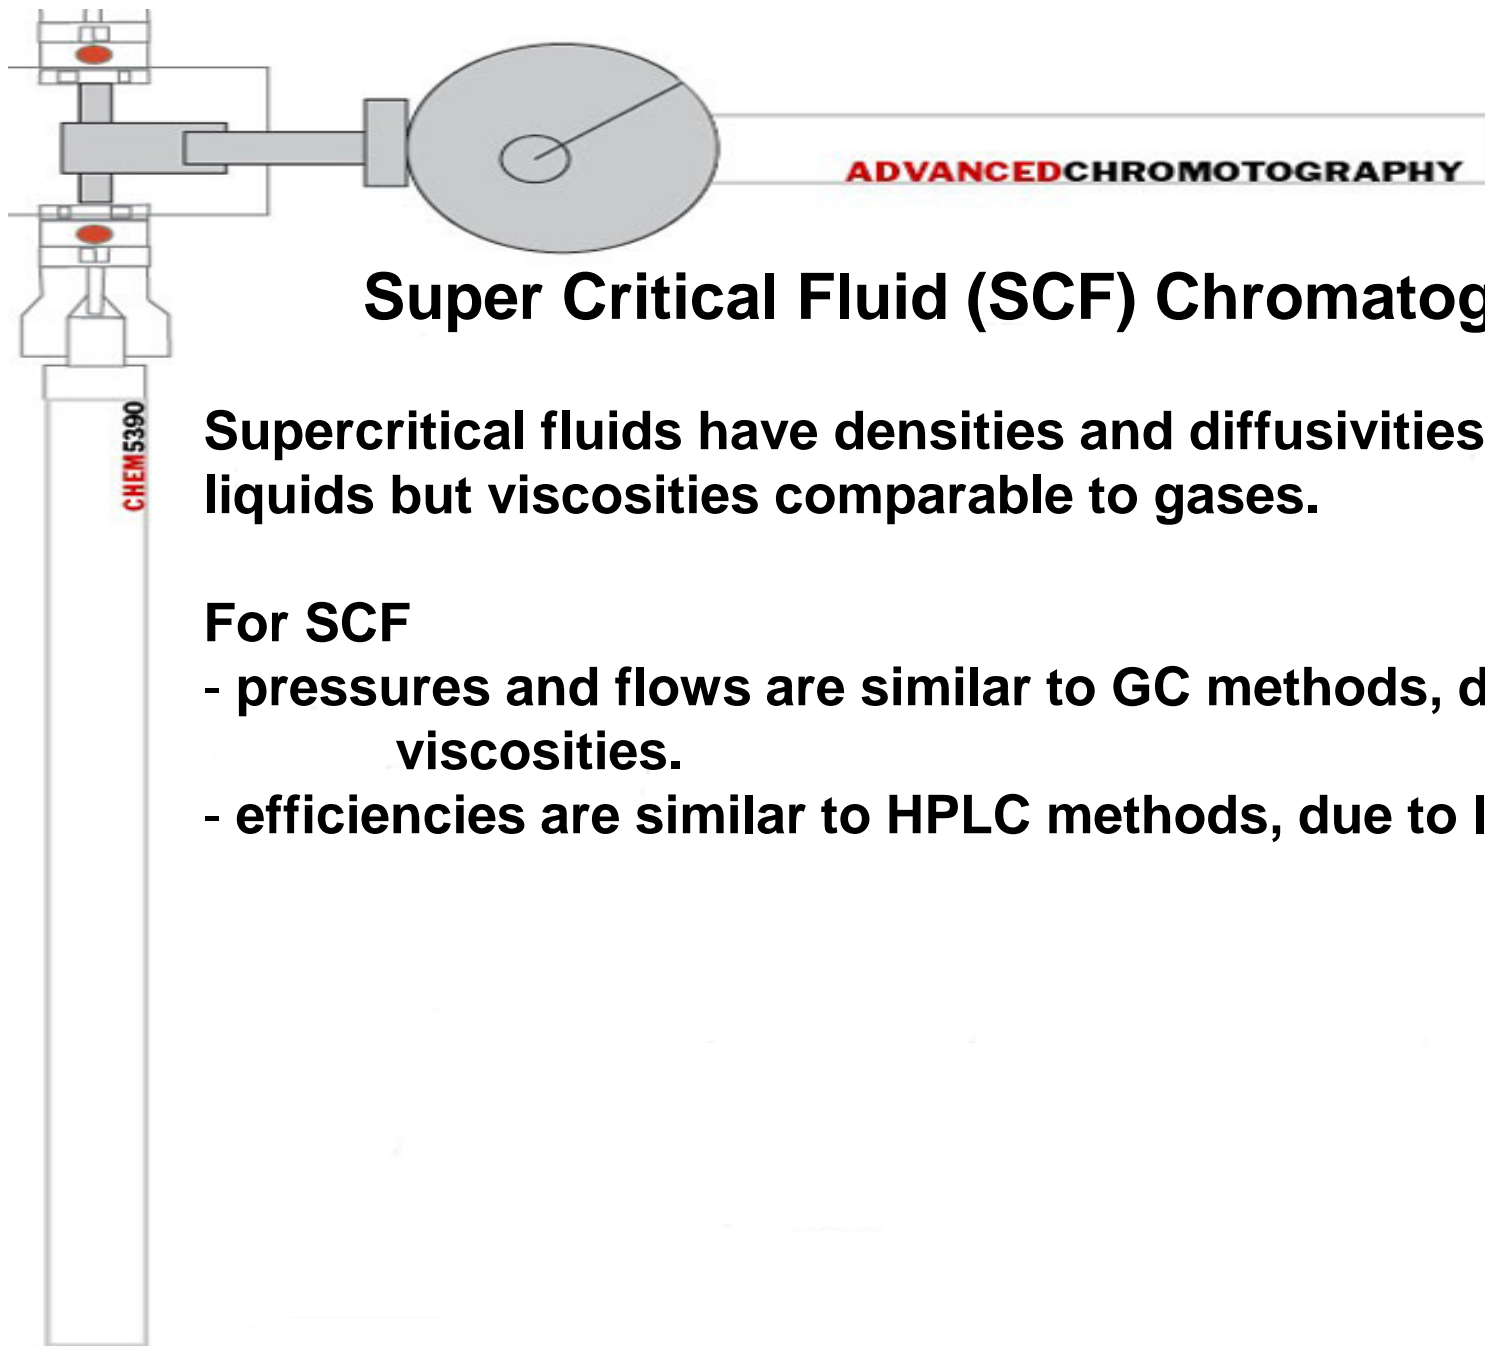 ADVANCEDCHROMOTOGRAPHY
Super Critical Fluid (SCF) Chromatog
CHEM5390
Supercritical fluids have densities and diffusivities
liquids but viscosities comparable to gases.
For SCF
- pressures and flows are similar to GC methods, d
viscosities.
- efficiencies are similar to HPLC methods, due to l